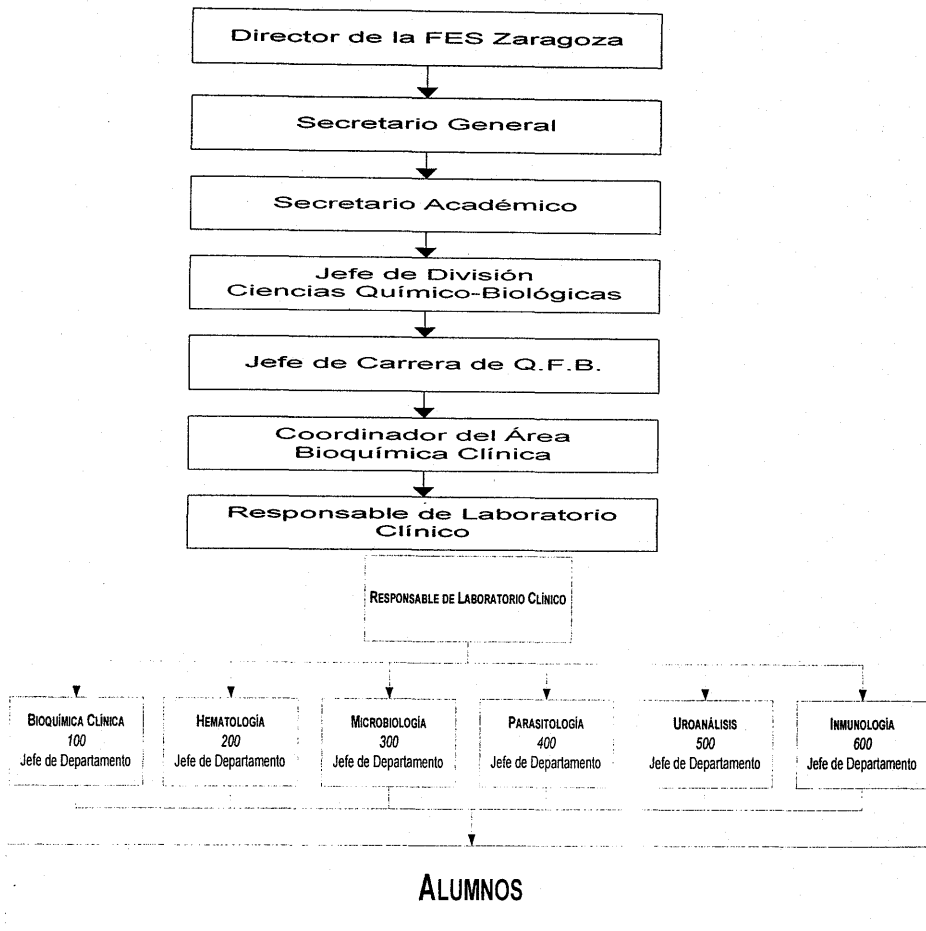 Director de la FES Zaragoza
Secretario General
Secretario Académico
Jefe de División
Ciencias Químico-Biológicas
Jefe de Carrera de Q.F.B.
Coordinador del Área
Bioquímica Clínica
Responsable de Laboratorio
Clínico
RESPONSABLE DE LABORATORIO CLÍNICO
BIOQUÍMICA CLÍNICA
100
Jefe de Departamento
HEMATOLOGÍA
200
Jefe de Departamento
MICROBIOLOGÍA
300
Jefe de Departamento
PARASITOLOGÍA
400
Jefe de Departamento
UROANÁLISIS
500
Jefe de Departamento
INMUNOLOGÍA
600
Jefe de Departamento
ALUMNOS